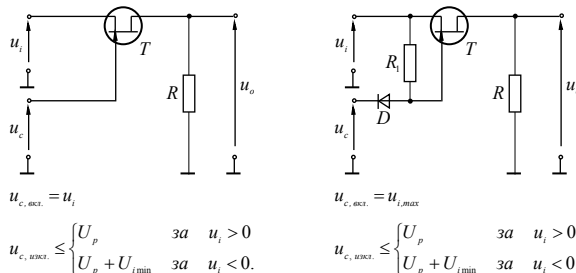 T
u_i
R
u_o
u_c
T
u_i
R_1
R
D
u_c
u_{c, вкл.} = u_i
u_{c, изкл.} ≤ { U_p за u_i > 0
U_p + U_{i min} за u_i < 0.
u_{c, вкл.} = u_{i,max}
u_{c, изкл.} ≤ { U_p за u_i > 0
U_p + U_{i min} за u_i < 0